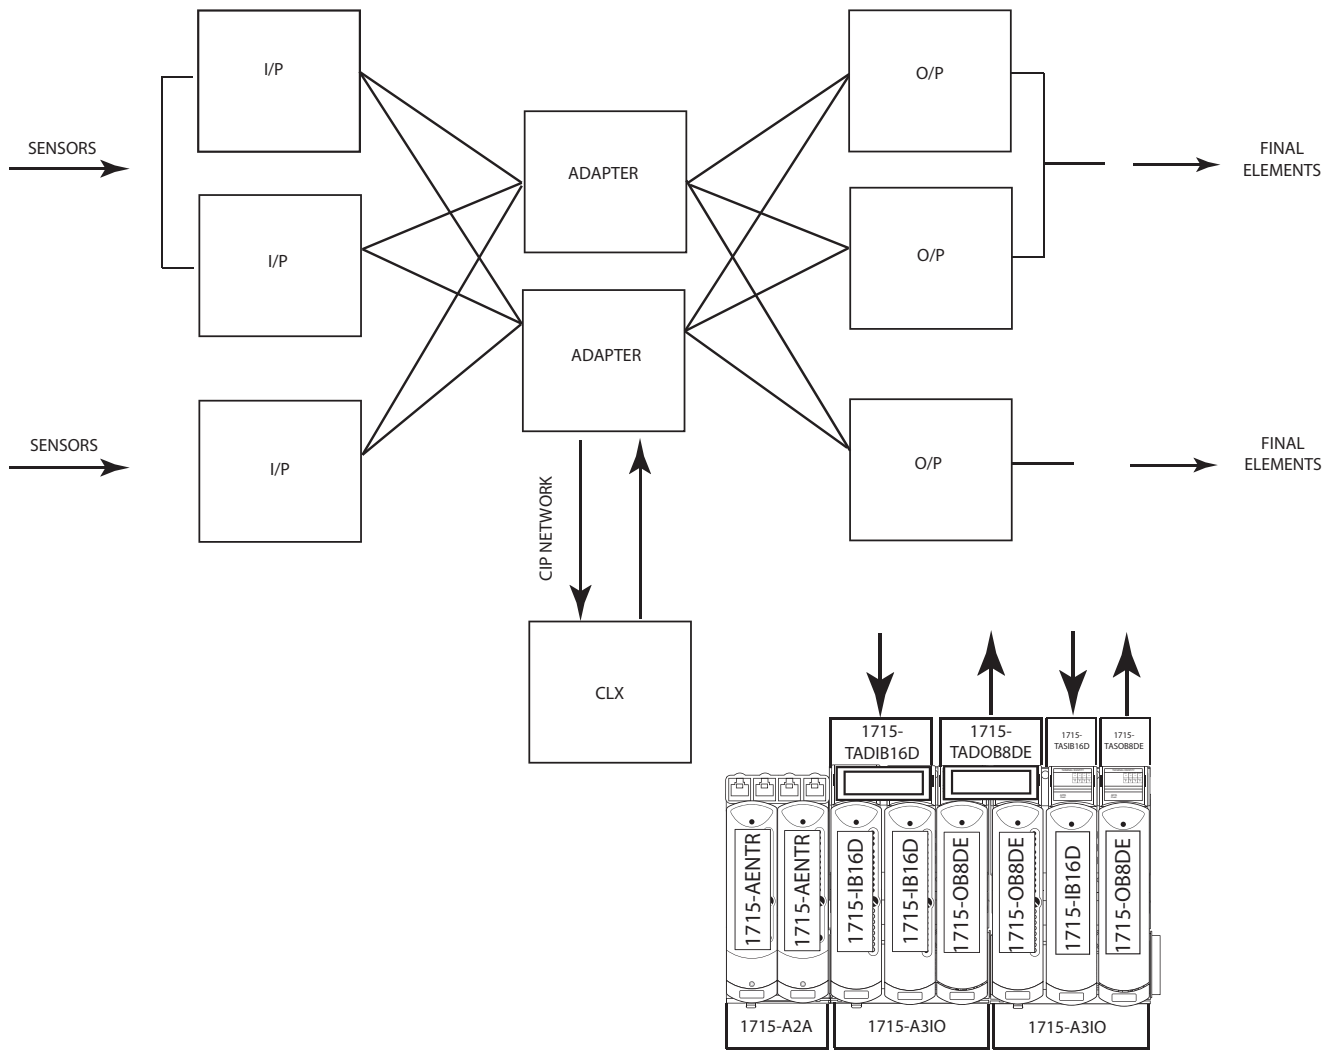 I/P
O/P
SENSORS
ADAPTER
FINAL
ELEMENTS
I/P
O/P
ADAPTER
SENSORS
I/P
O/P
FINAL
ELEMENTS
CIP NETWORK
CLX
1715-
TADIB16D
1715-
TADOB8DE
1715-
TASIB16D
1715-
TASOB8DE
1715-AENTR
1715-AENTR
1715-IB16D
1715-IB16D
1715-OB8DE
1715-OB8DE
1715-IB16D
1715-OB8DE
1715-A2A
1715-A3IO
1715-A3IO